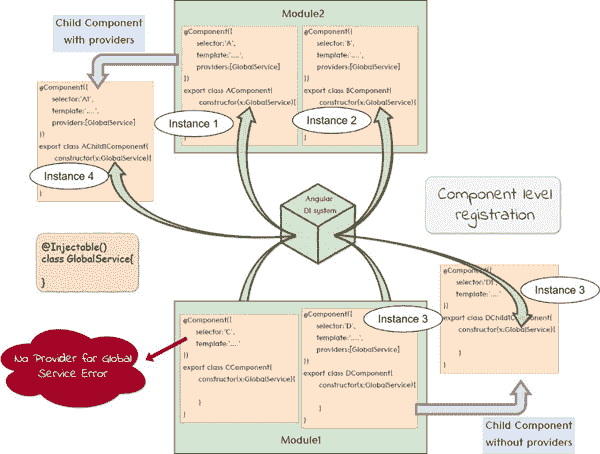 Module2
Child Component
with providers
@Component({
selector:'A',
template:'....',
providers:[GlobalService]
})
export class AComponent{
constructor(x:GlobalService){
}
Instance 1
@Component({
selector:'B',
template:'....',
providers:[GlobalService]
})
export class BComponent{
constructor(x:GlobalService){
}
Instance 2
@Component({
selector:'A1',
template:'....',
providers:[GlobalService]
})
export class AChild1Component{
constructor(x:GlobalService){
Instance 4
Angular
DI system
Component level
registration
@Injectable()
class GlobalService{
}
@Component({
selector:'D1',
template:'....'
})
export class DChild1Component{
constructor(x:GlobalService){
}
}
Instance 3
No Provider for Global
Service Error
@Component({
selector:'C',
template:'....'
})
export class CComponent{
constructor(x:GlobalService){
}
}
@Component({
selector:'D',
template:'....',
providers:[GlobalService]
})
export class DComponent{
constructor(x:GlobalService){
}
}
Instance 3
Module1
Child Component
without providers